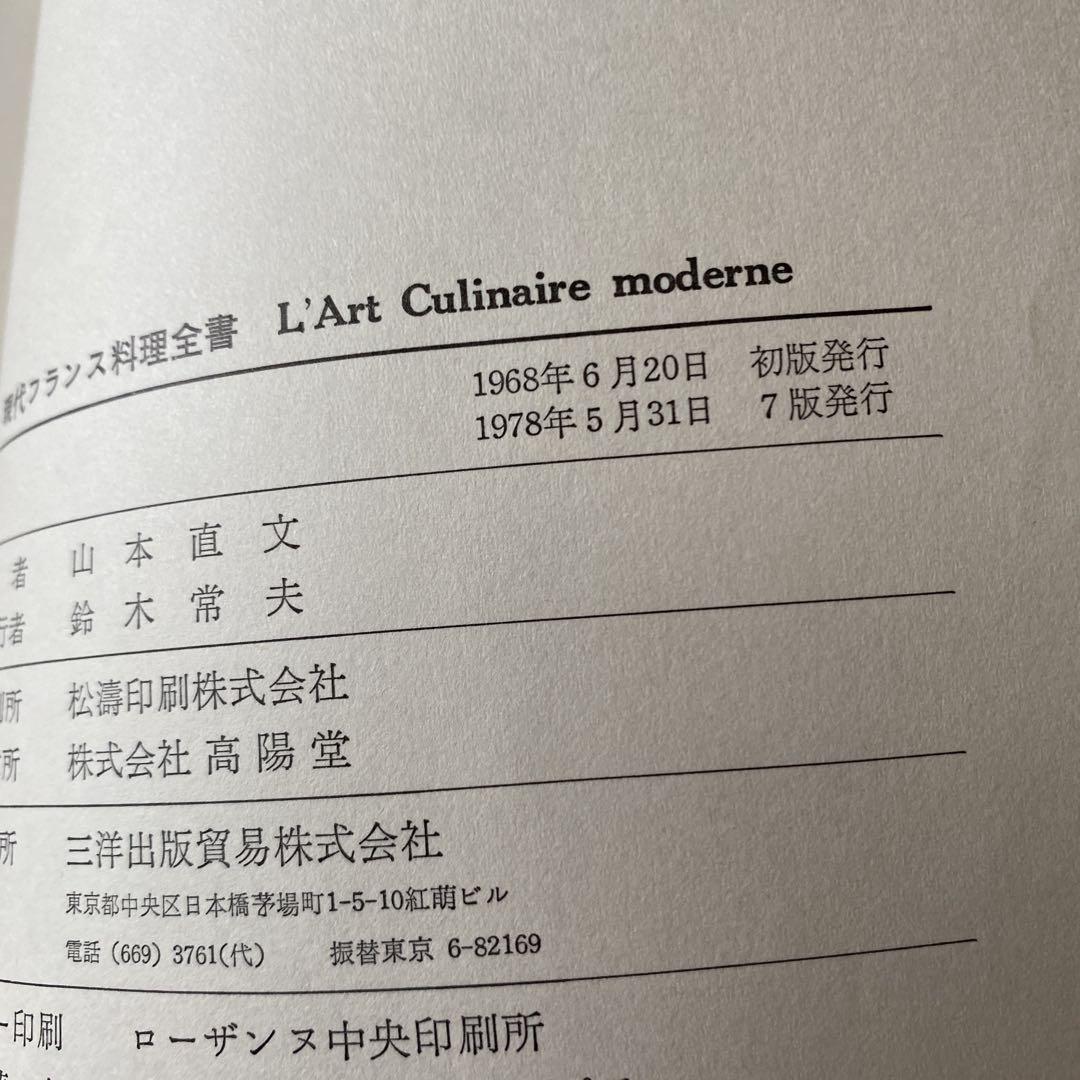 現代フランス料理全書 L'Art Culinaire moderne
1968年6月20日 初版発行
1978年5月31日 7版発行
者 山本直文
行者 鈴木常夫
刷所 松濤印刷株式会社
所 株式会社高陽堂
所 三洋出版貿易株式会社
東京都中央区日本橋茅場町1-5-10紅萌ビル
電話 (669) 3761(代) 振替東京 6-82169
ー印刷 ローザンヌ中央印刷所